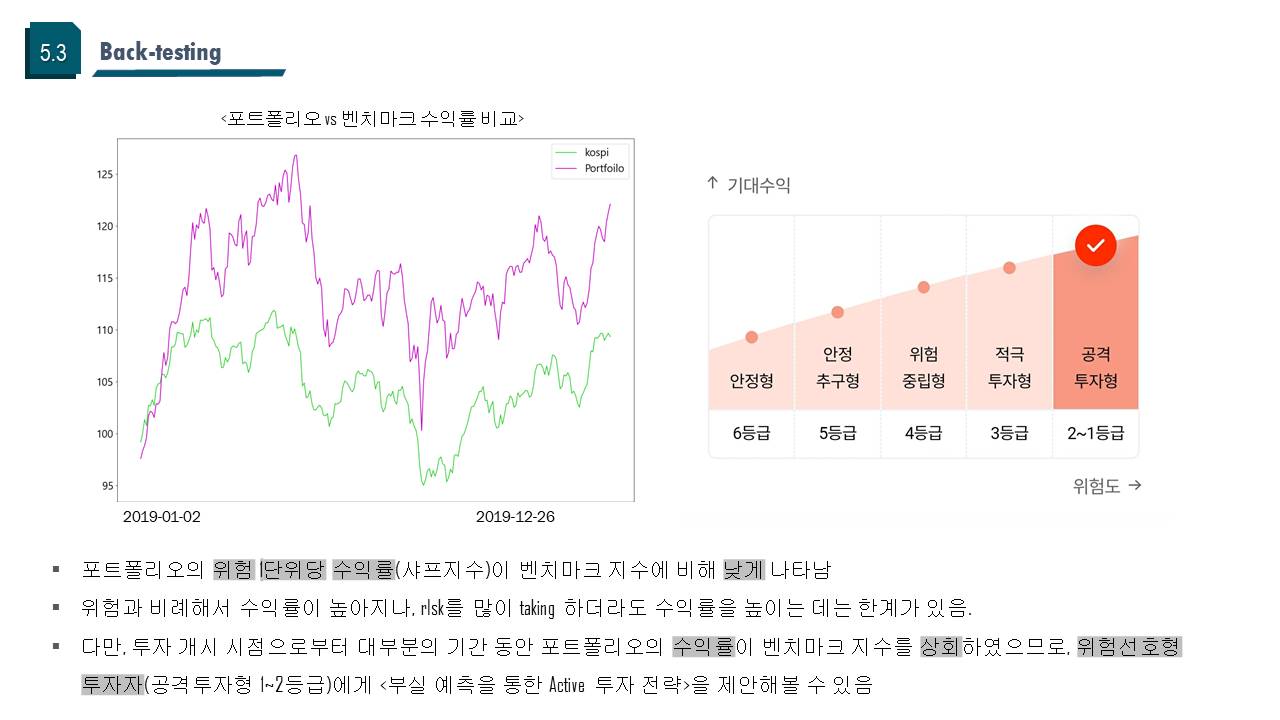 5.3
Back-testing
<포트폴리오 vs 벤치마크 수익률 비교>
kospi
Portfoilo
125
120
115
110
105
100
95
2019-01-02
2019-12-26
↑ 기대수익
안정형
안정
추구형
위험
중립형
적극
투자형
공격
투자형
6등급
5등급
4등급
3등급
2~1등급
위험도 →
▪ 포트폴리오의 위험 1단위당 수익률(샤프지수)이 벤치마크 지수에 비해 낮게 나타남
▪ 위험과 비례해서 수익률이 높아지나, rlsk를 많이 taking 하더라도 수익률을 높이는 데는 한계가 있음.
▪ 다만, 투자 개시 시점으로부터 대부분의 기간 동안 포트폴리오의 수익률이 벤치마크 지수를 상회하였으므로, 위험선호형
투자자(공격투자형 1~2등급)에게 <부실 예측을 통한 Active 투자 전략>을 제안해볼 수 있음